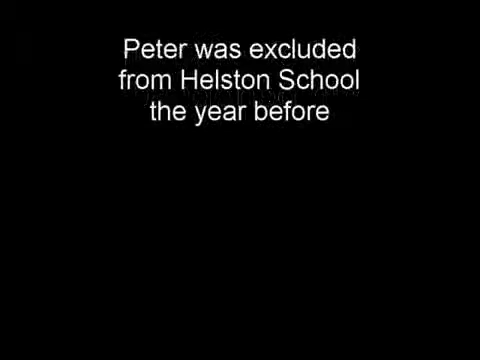 Peter was excluded
from Helston School
the year before